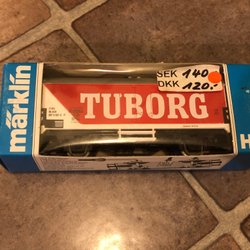 märklin
SEK 140
DKK 120.-
TUBORG
H